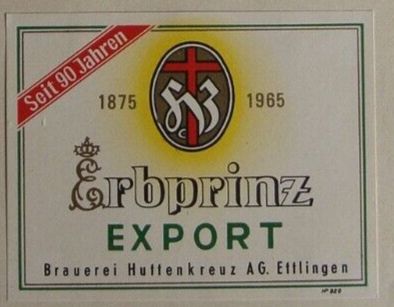 Seit 90 Jahren
1875 1965
Erbprinz
EXPORT
Brauerei Huttenkreuz AG. Ettlingen